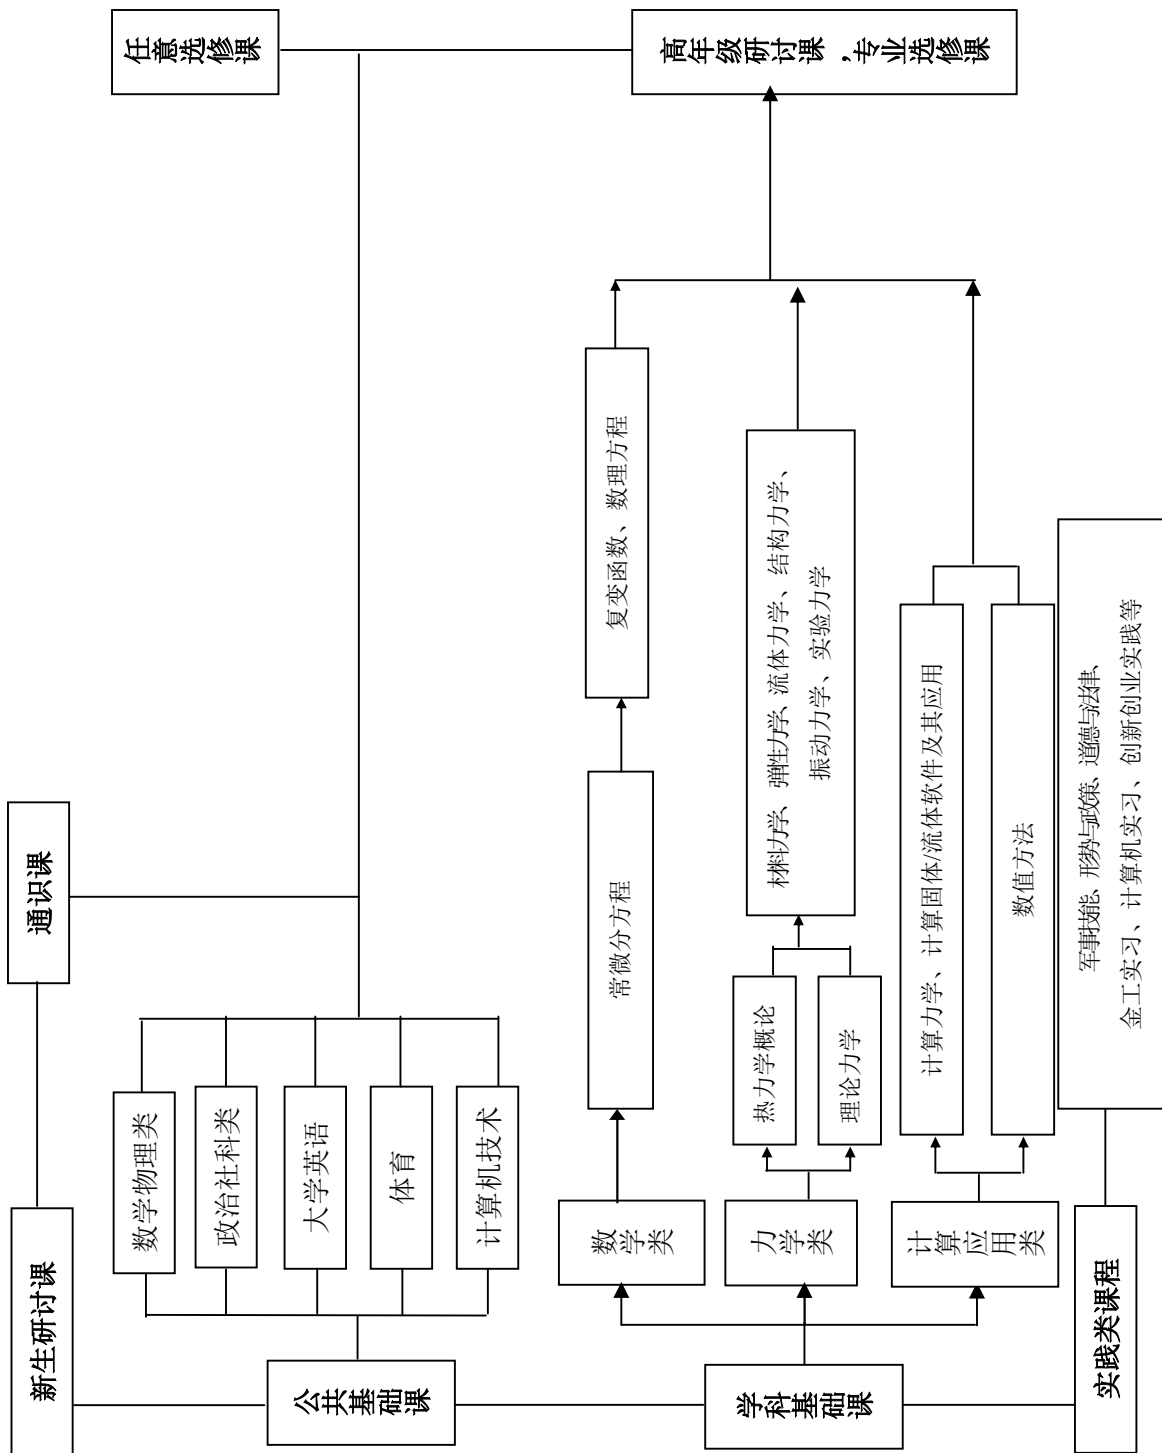 新生研讨课
通识课
任意选修课
公共基础课
数学物理类
政治社科类
大学英语
体育
计算机技术
学科基础课
数学类
常微分方程
复变函数、数理方程
力学类
热力学概论
理论力学
材料力学、弹性力学、流体力学、结构力学、
振动力学、实验力学
计算应用类
计算力学、计算固体/流体软件及其应用
数值方法
高年级研讨课,专业选修课
实践类课程
军事技能、形势与政策、道德与法律、
金工实习、计算机实习、创新创业实践等